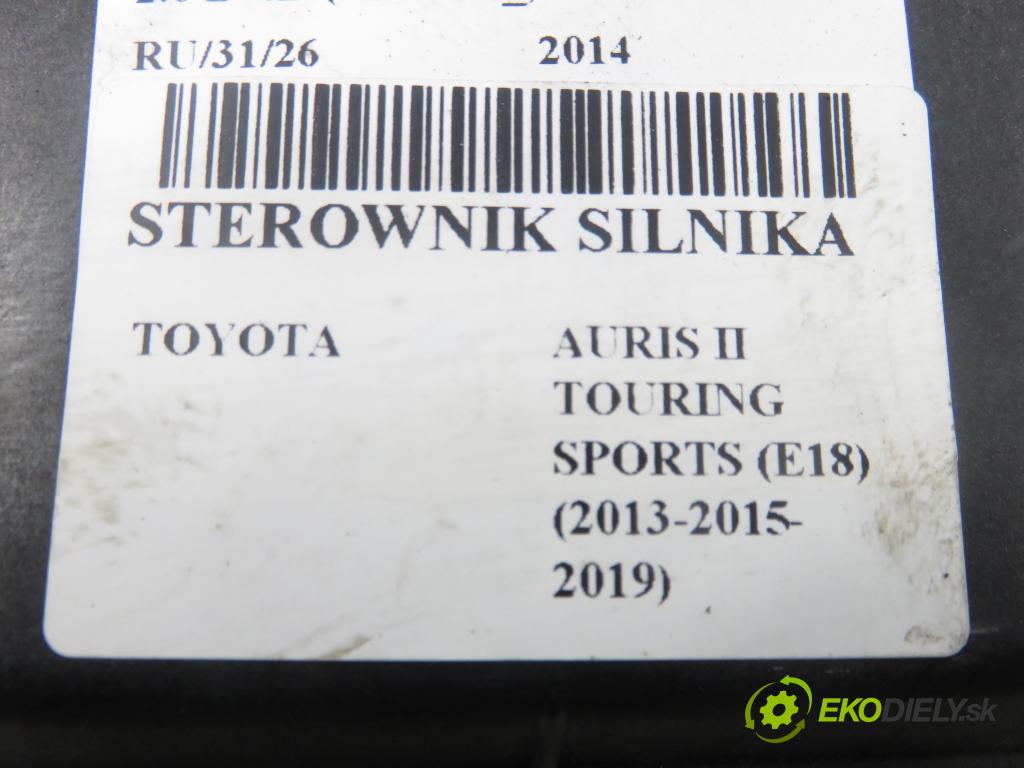 RU/31/26 2014
STEROWNIK SILNIKA
TOYOTA AURIS II
TOURING
SPORTS (E18)
(2013-2015-
2019)
EKODIELY.sk